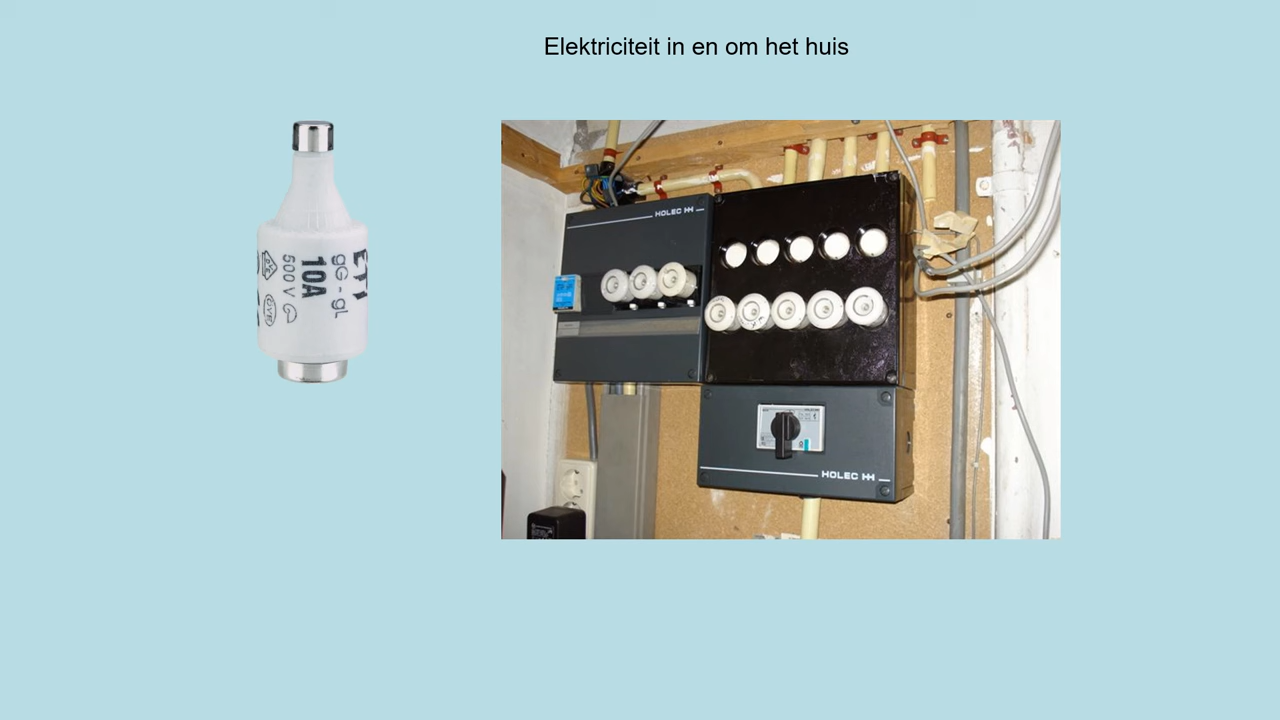 Elektriciteit in en om het huis
ETI
gG - gL
10A
500 V
HOLEC
HOLEC